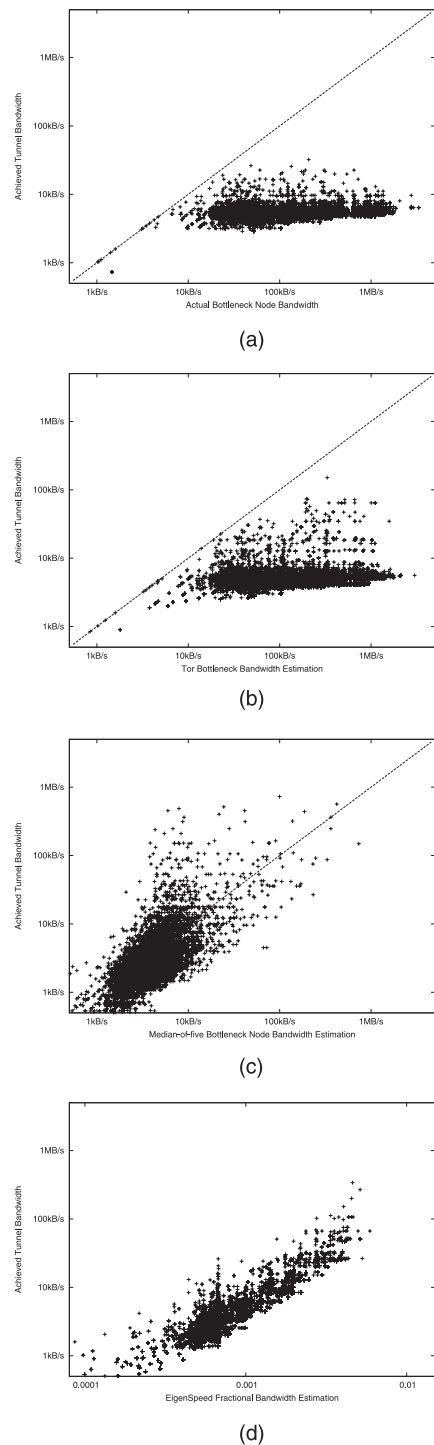 1MB/s
100kB/s
10kB/s
1kB/s
Achieved Tunnel Bandwidth
1kB/s 10kB/s 100kB/s 1MB/s
Actual Bottleneck Node Bandwidth
(a)
1MB/s
100kB/s
10kB/s
1kB/s
Achieved Tunnel Bandwidth
1kB/s 10kB/s 100kB/s 1MB/s
Tor Bottleneck Bandwidth Estimation
(b)
1MB/s
100kB/s
10kB/s
1kB/s
Achieved Tunnel Bandwidth
1kB/s 10kB/s 100kB/s 1MB/s
Median-of-five Bottleneck Node Bandwidth Estimation
(c)
1MB/s
100kB/s
10kB/s
1kB/s
Achieved Tunnel Bandwidth
0.0001 0.001 0.01
EigenSpeed Fractional Bandwidth Estimation
(d)